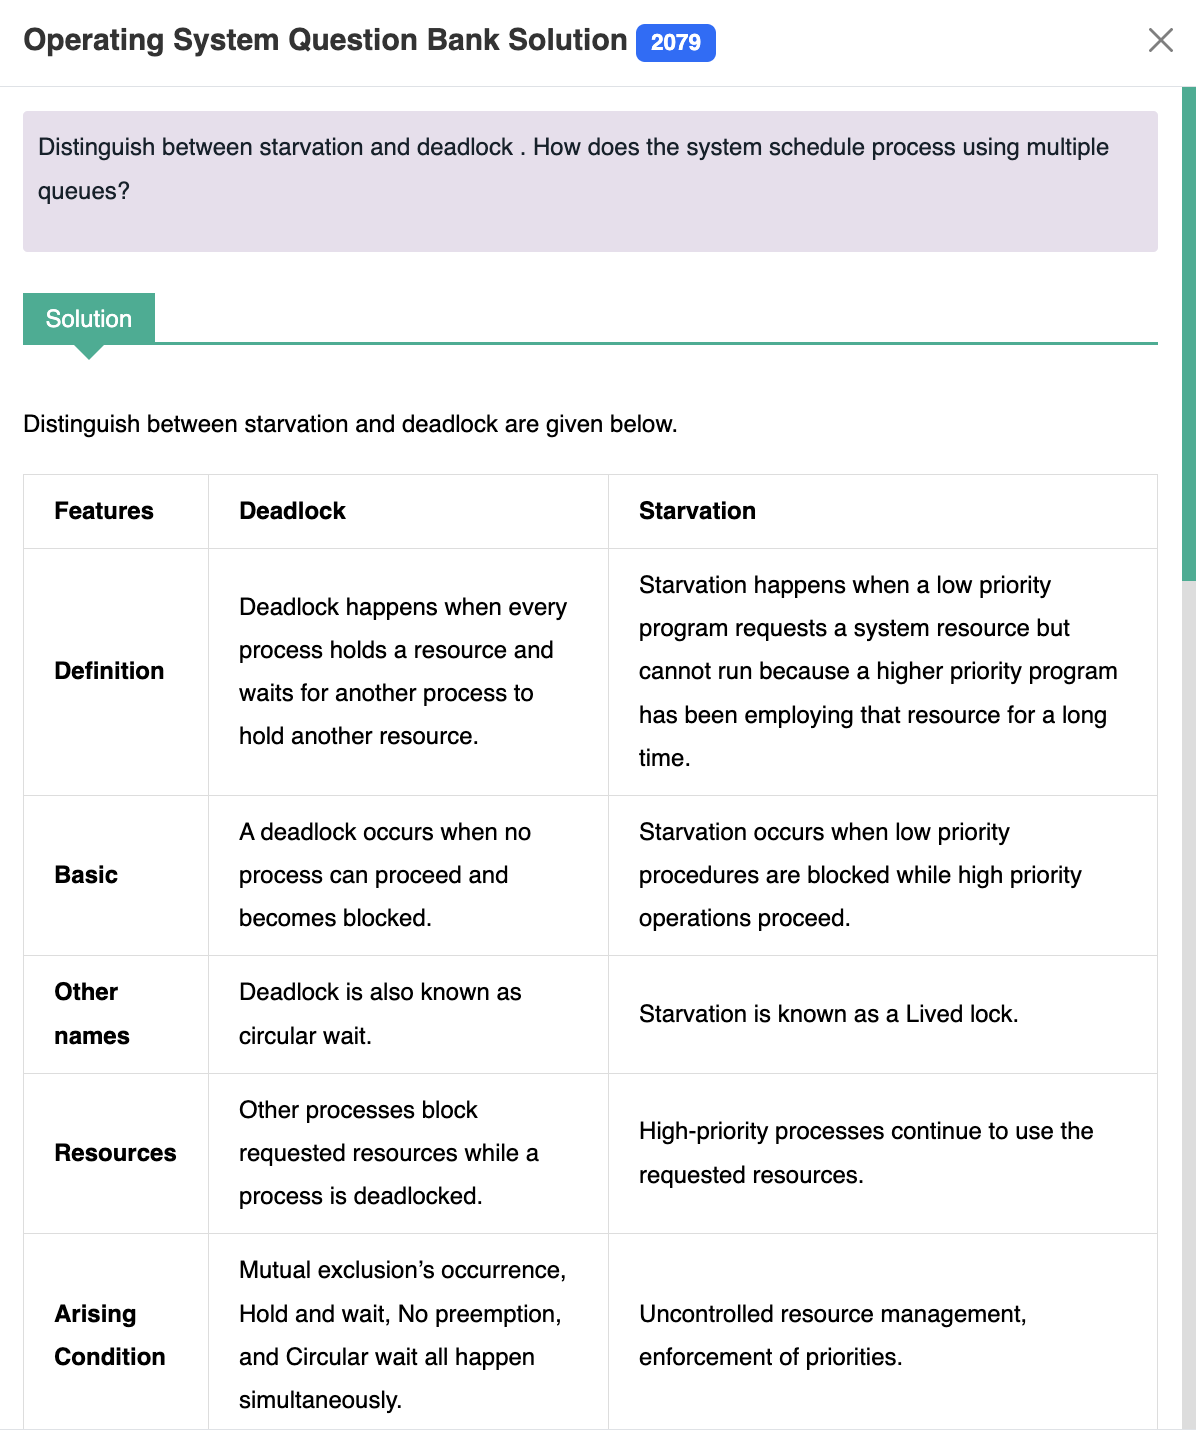 Operating System Question Bank Solution 2079
Distinguish between starvation and deadlock . How does the system schedule process using multiple
queues?
Solution
Distinguish between starvation and deadlock are given below.
Features
Deadlock
Starvation
Definition
Deadlock happens when every
process holds a resource and
waits for another process to
hold another resource.
Starvation happens when a low priority
program requests a system resource but
cannot run because a higher priority program
has been employing that resource for a long
time.
Basic
A deadlock occurs when no
process can proceed and
becomes blocked.
Starvation occurs when low priority
procedures are blocked while high priority
operations proceed.
Other
names
Deadlock is also known as
circular wait.
Starvation is known as a Lived lock.
Resources
Other processes block
requested resources while a
process is deadlocked.
High-priority processes continue to use the
requested resources.
Arising
Condition
Mutual exclusion’s occurrence,
Hold and wait, No preemption,
and Circular wait all happen
simultaneously.
Uncontrolled resource management,
enforcement of priorities.